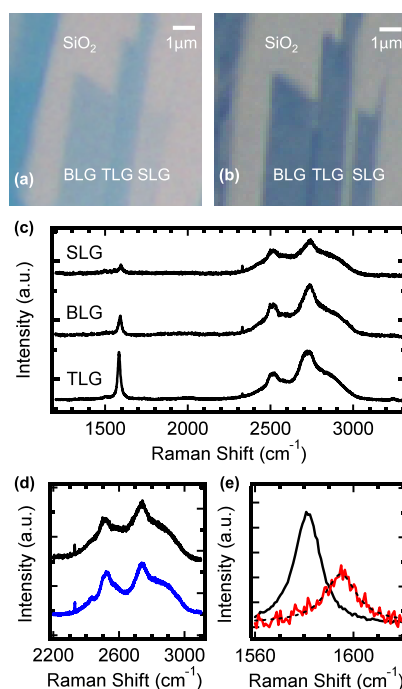 SiO2
1μm
BLG TLG SLG
(a)
SiO2
1μm
BLG TLG SLG
(b)
(c)
SLG
BLG
TLG
Intensity (a.u.)
1500 2000 2500 3000
Raman Shift (cm-1)
(d)
Intensity (a.u.)
2200 2600 3000
Raman Shift (cm-1)
(e)
Intensity (a.u.)
1560 1600
Raman Shift (cm-1)